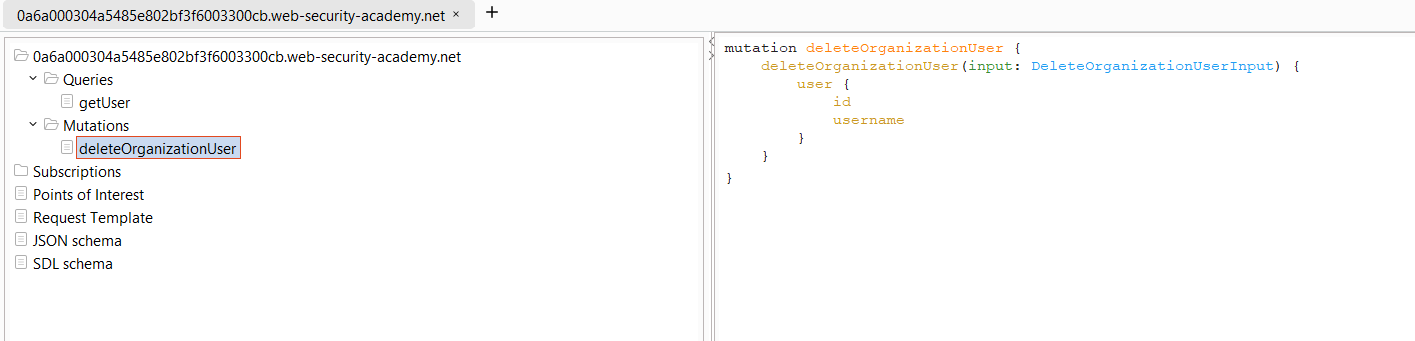 0a6a000304a5485e802bf3f6003300cb.web-security-academy.net × +
0a6a000304a5485e802bf3f6003300cb.web-security-academy.net
Queries
getUser
Mutations
deleteOrganizationUser
Subscriptions
Points of Interest
Request Template
JSON schema
SDL schema
mutation deleteOrganizationUser {
    deleteOrganizationUser(input: DeleteOrganizationUserInput) {
        user {
            id
            username
        }
    }
}